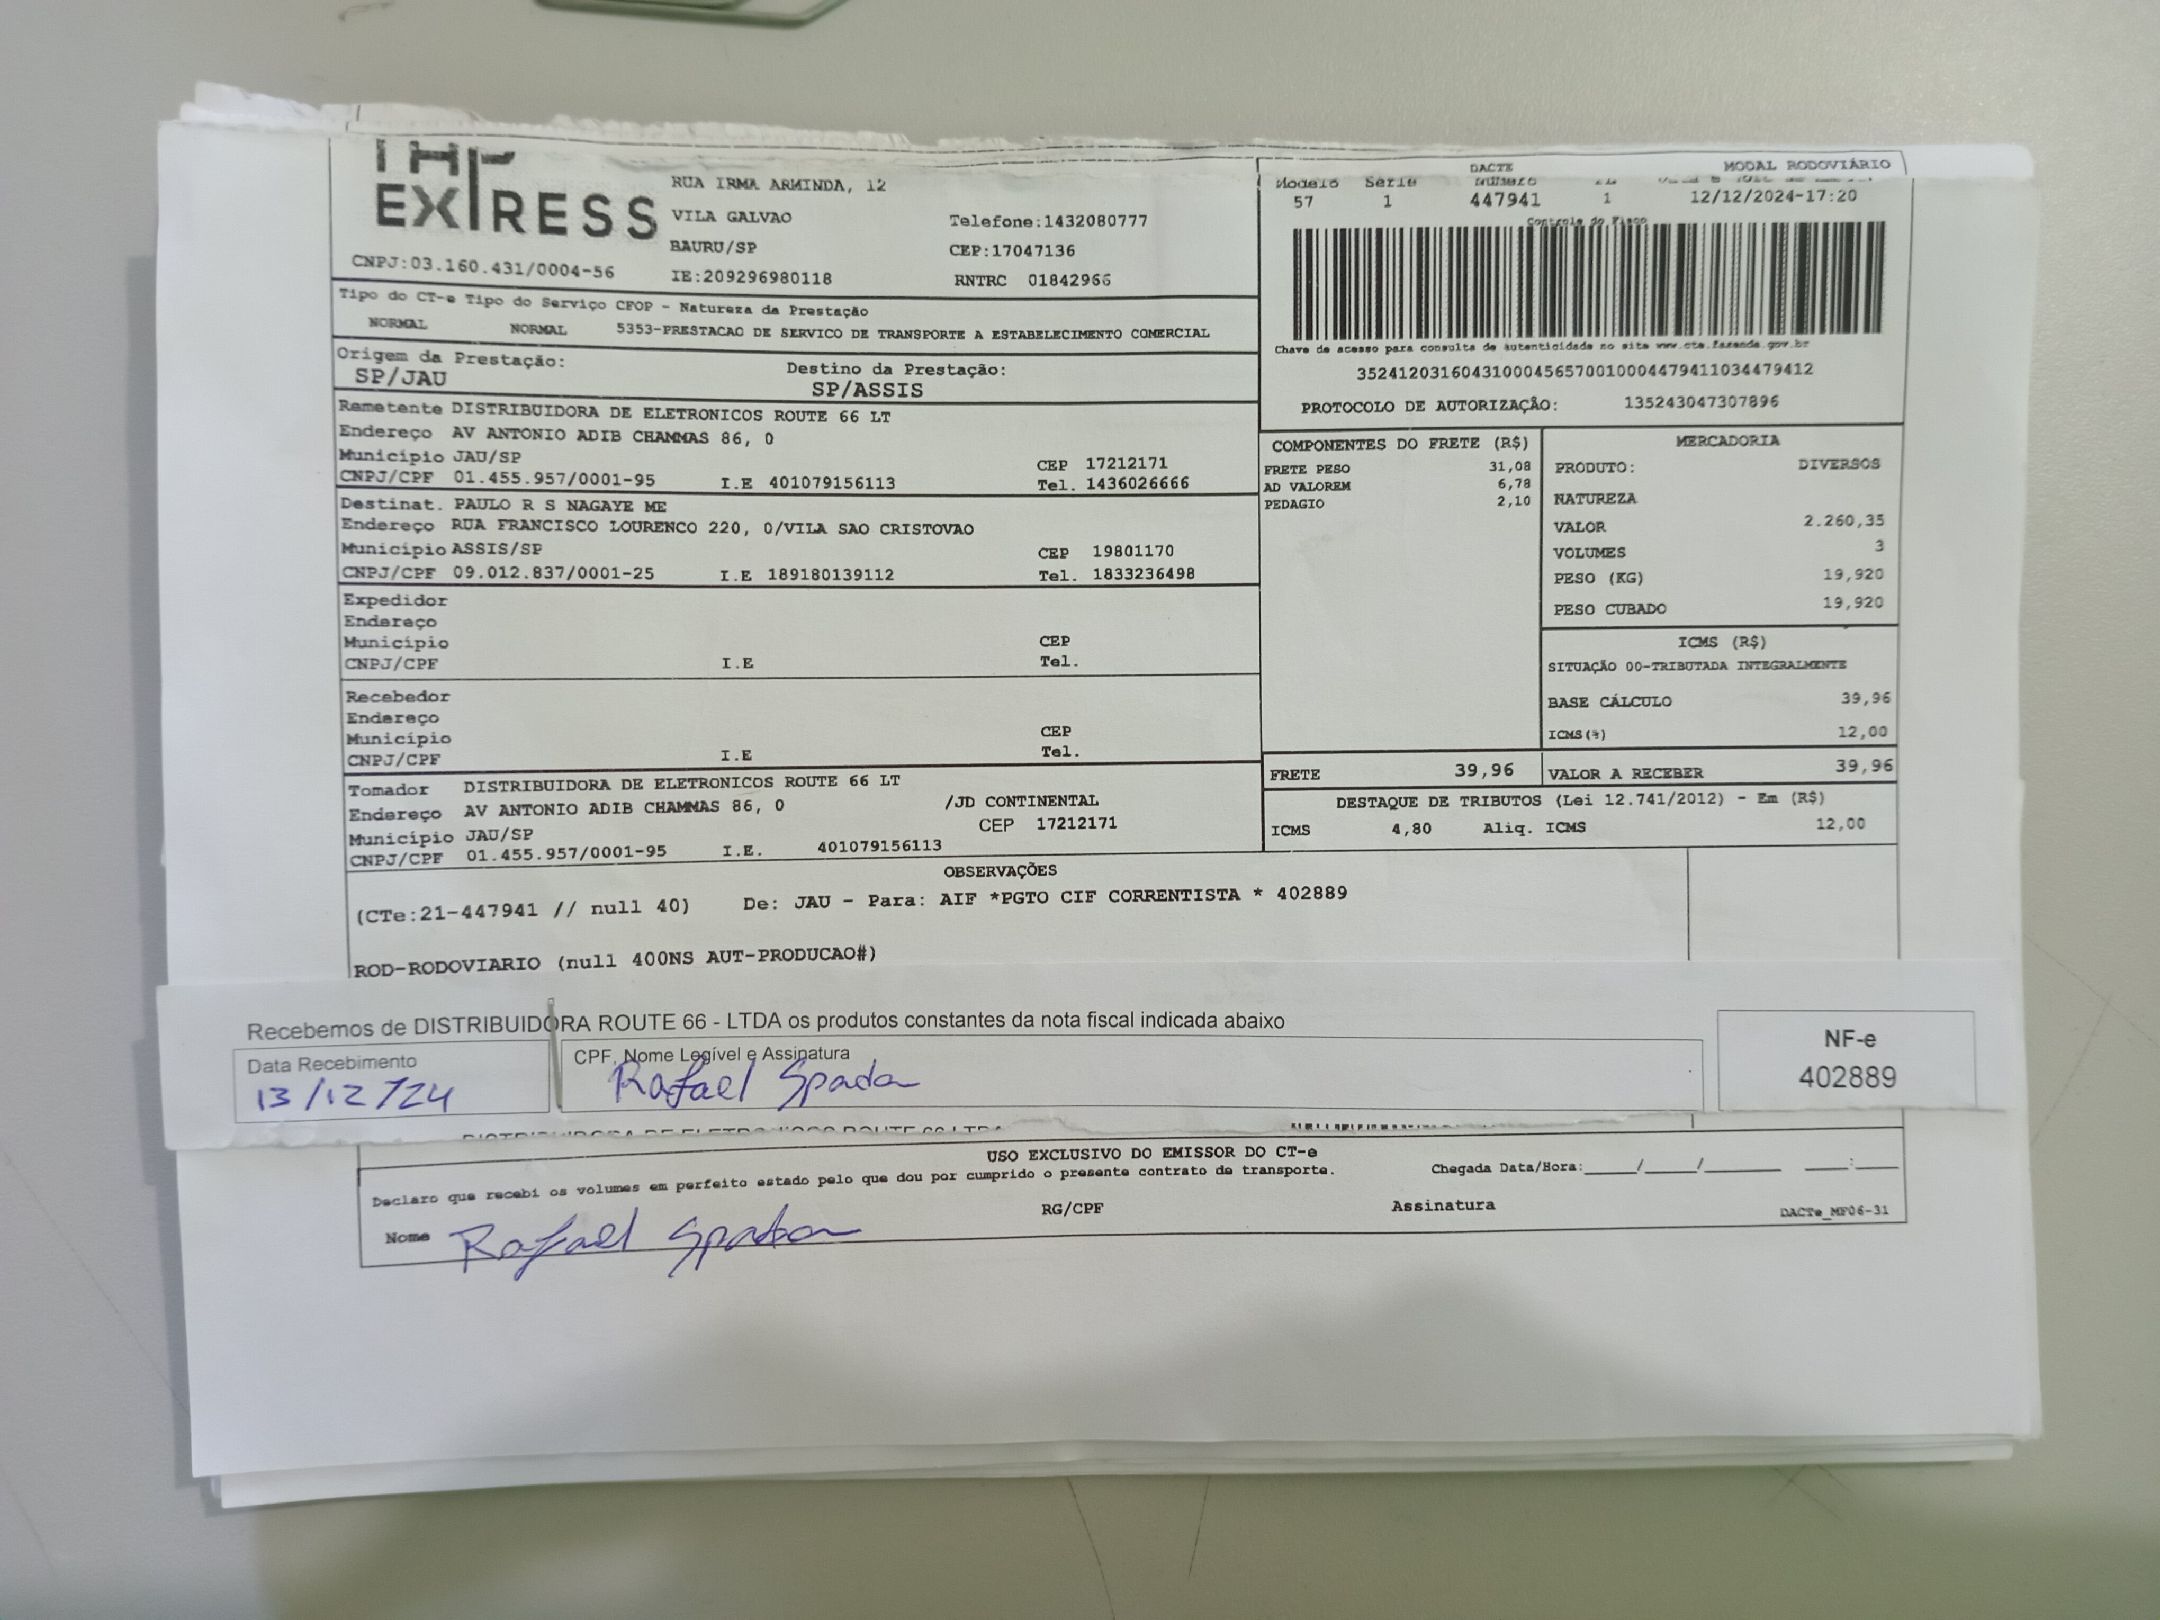 EXPRESS
RUA IRMA ARMINDA, 12
VILA GALVAO
Telefone:1432080777
BAURU/SP
CEP:17047136
CNPJ:03.160.431/0004-56
IE:209296980118
RNTRC 01842966
DACTE
MODAL RODOVIÁRIO
Modelo Serie Número
57 1 447941 1 12/12/2024-17:20
Controle do Fisco
Chave de acesso para consulta de autenticidade no site www.cte.fazenda.gov.br
35241203160431000456570010004479411034479412
PROTOCOLO DE AUTORIZAÇÃO: 135243047307896
Tipo do CT-e Tipo do Serviço CFOP - Natureza da Prestação
NORMAL NORMAL 5353-PRESTACAO DE SERVICO DE TRANSPORTE A ESTABELECIMENTO COMERCIAL
Origem da Prestação: Destino da Prestação:
SP/JAU SP/ASSIS
Remetente DISTRIBUIDORA DE ELETRONICOS ROUTE 66 LT
Endereço AV ANTONIO ADIB CHAMMAS 86, 0
Município JAU/SP CEP 17212171
CNPJ/CPF 01.455.957/0001-95 I.E 401079156113 Tel. 1436026666
Destinat. PAULO R S NAGAYE ME
Endereço RUA FRANCISCO LOURENCO 220, 0/VILA SAO CRISTOVAO
Município ASSIS/SP CEP 19801170
CNPJ/CPF 09.012.837/0001-25 I.E 189180139112 Tel. 1833236498
Expedidor
Endereço
Município CEP
CNPJ/CPF I.E Tel.
Recebedor
Endereço
Município CEP
CNPJ/CPF I.E Tel.
Tomador DISTRIBUIDORA DE ELETRONICOS ROUTE 66 LT
Endereço AV ANTONIO ADIB CHAMMAS 86, 0 /JD CONTINENTAL
Município JAU/SP CEP 17212171
CNPJ/CPF 01.455.957/0001-95 I.E. 401079156113
COMPONENTES DO FRETE (R$)
FRETE PESO 31,08
AD VALOREM 6,78
PEDAGIO 2,10
MERCADORIA
PRODUTO: DIVERSOS
NATUREZA
VALOR 2.260,35
VOLUMES 3
PESO (KG) 19,920
PESO CUBADO 19,920
ICMS (R$)
SITUAÇÃO 00-TRIBUTADA INTEGRALMENTE
BASE CÁLCULO 39,96
ICMS(%) 12,00
FRETE 39,96 VALOR A RECEBER 39,96
DESTAQUE DE TRIBUTOS (Lei 12.741/2012) - Em (R$)
ICMS 4,80 Aliq. ICMS 12,00
OBSERVAÇÕES
(CTe:21-447941 // null 40) De: JAU - Para: AIF *PGTO CIF CORRENTISTA * 402889
ROD-RODOVIARIO (null 400NS AUT-PRODUCAO#)
Recebemos de DISTRIBUIDORA ROUTE 66 - LTDA os produtos constantes da nota fiscal indicada abaixo
Data Recebimento CPF, Nome Legível e Assinatura
13/12/24 Rafael Spada
NF-e
402889
USO EXCLUSIVO DO EMISSOR DO CT-e
Declaro que recebi os volumes em perfeito estado pelo que dou por cumprido o presente contrato de transporte. Chegada Data/Hora:____/____/______ ___:___
RG/CPF Assinatura
Nome Rafael Spada DACTe_MF06-31